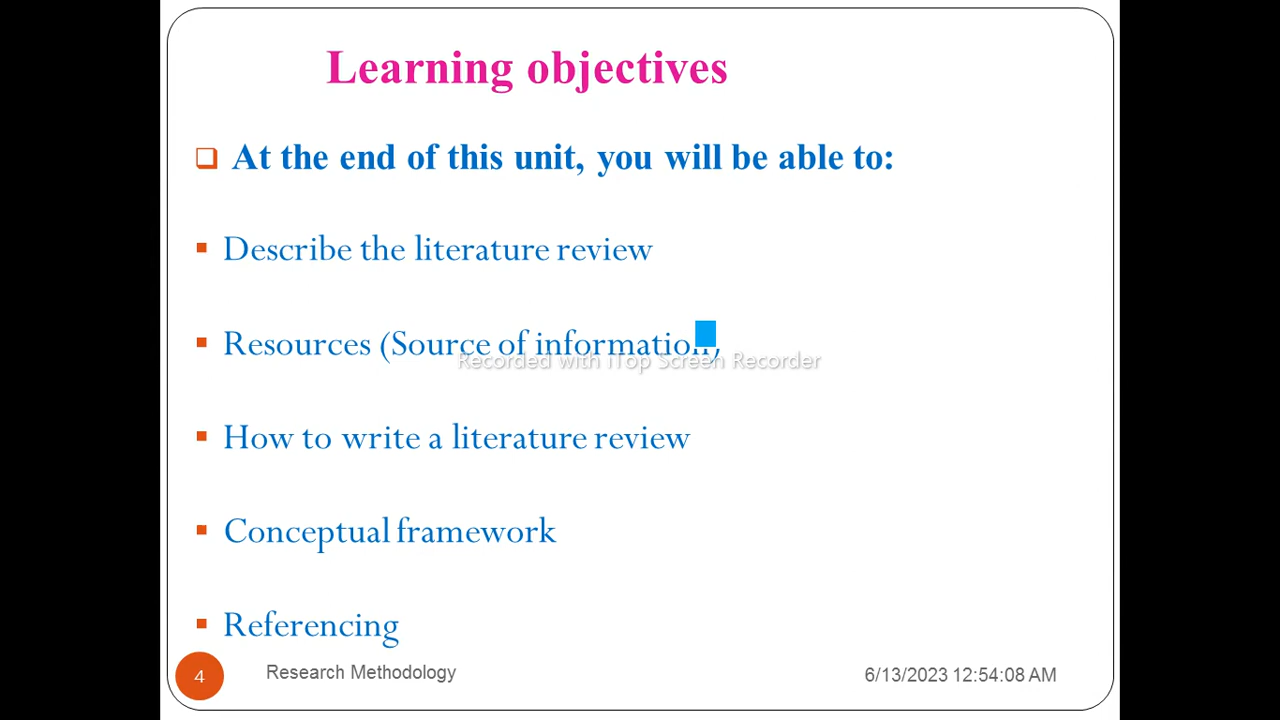 Learning objectives
At the end of this unit, you will be able to:
Describe the literature review
Resources (Source of information)
Recorded with iTop Screen Recorder
How to write a literature review
Conceptual framework
Referencing
4 Research Methodology 6/13/2023 12:54:08 AM